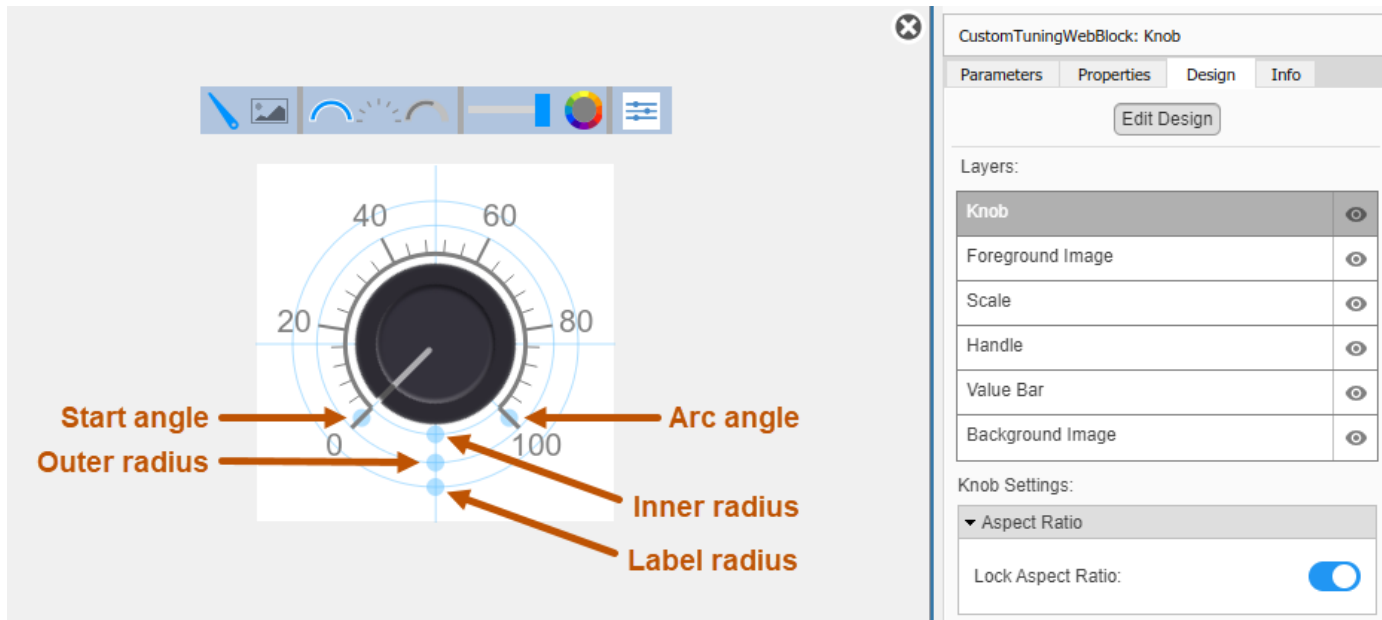 40
60
20
80
0
100
Start angle
Arc angle
Outer radius
Inner radius
Label radius
CustomTuningWebBlock: Knob
Parameters Properties Design Info
Edit Design
Layers:
Knob
Foreground Image
Scale
Handle
Value Bar
Background Image
Knob Settings:
Aspect Ratio
Lock Aspect Ratio: